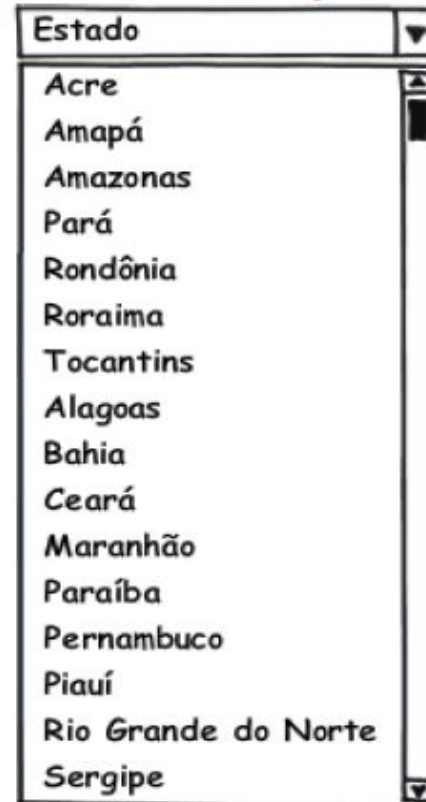 Estado
Acre
Amapá
Amazonas
Pará
Rondônia
Roraima
Tocantins
Alagoas
Bahia
Ceará
Maranhão
Paraíba
Pernambuco
Piauí
Rio Grande do Norte
Sergipe